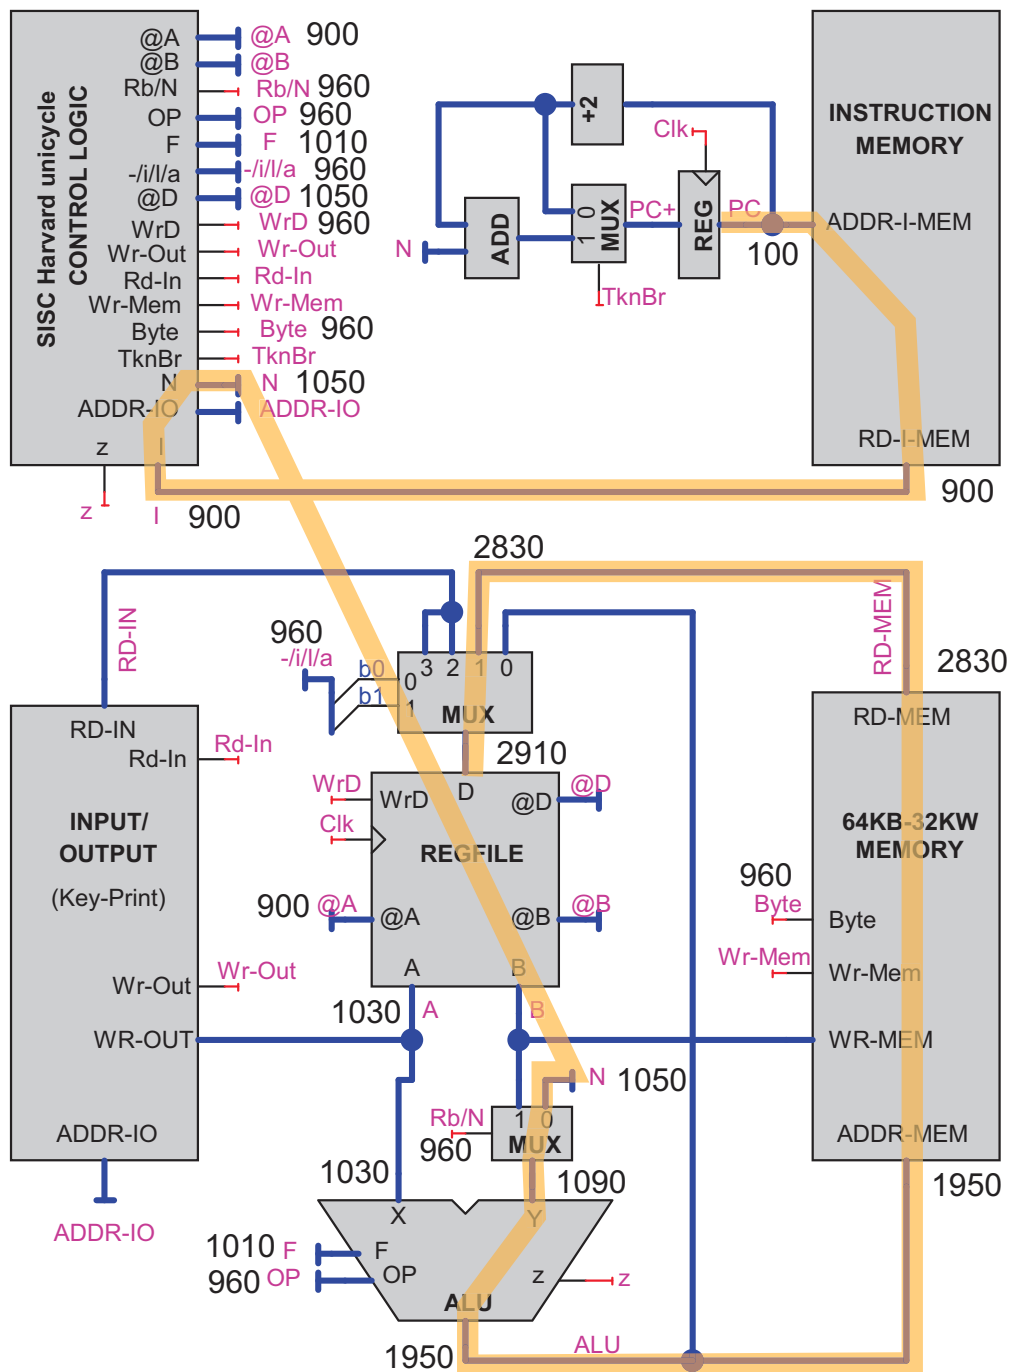 SISC Harvard unicycle
CONTROL LOGIC
@A
@A
900
@B
@B
Rb/N
Rb/N
960
OP
OP
960
F
F
1010
-/i/l/a
-/i/l/a
960
@D
@D
1050
WrD
WrD
960
Wr-Out
Wr-Out
Rd-In
Rd-In
Wr-Mem
Wr-Mem
Byte
Byte
960
TknBr
TknBr
N
N
1050
ADDR-IO
ADDR-IO
z
I
z
I
900
+2
Clk
ADD
N
0
1
MUX
PC+
REG
PC
100
TknBr
INSTRUCTION
MEMORY
ADDR-I-MEM
RD-I-MEM
900
2830
RD-IN
RD-MEM
960
-/i/l/a
b0
b1
3 2 1 0
0
1
MUX
2830
2910
RD-IN
Rd-In
Rd-In
INPUT/
OUTPUT
(Key-Print)
Wr-Out
Wr-Out
WR-OUT
ADDR-IO
ADDR-IO
WrD
WrD
D
@D
@D
Clk
REGFILE
900
@A
@A
@B
@B
A
B
1030
A
B
RD-MEM
64KB-32KW
MEMORY
960
Byte
Byte
Wr-Mem
Wr-Mem
WR-MEM
ADDR-MEM
1950
N
1050
Rb/N
960
1 0
MUX
1030
1090
X
Y
1010
F
F
960
OP
OP
z
z
ALU
1950
ALU